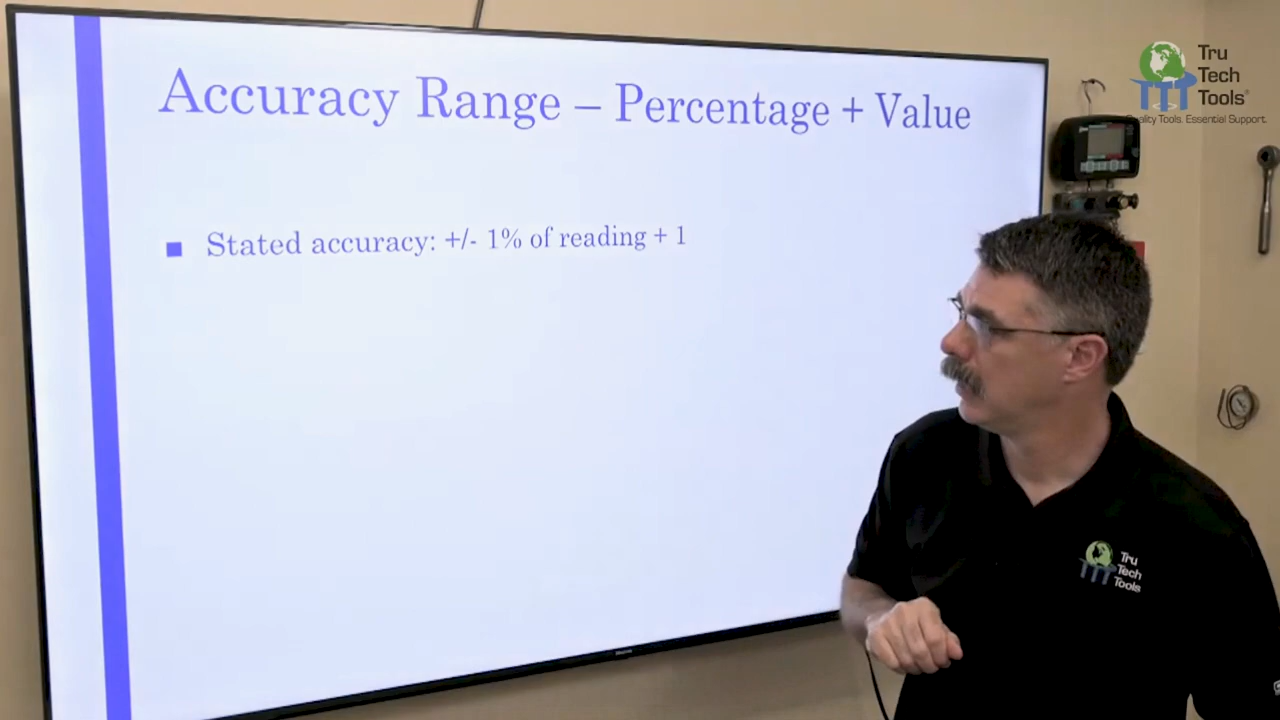 Accuracy Range – Percentage + Value
Stated accuracy: +/- 1% of reading + 1
Tru
Tech
Tools®
Quality Tools. Essential Support.
Tru
Tech
Tools